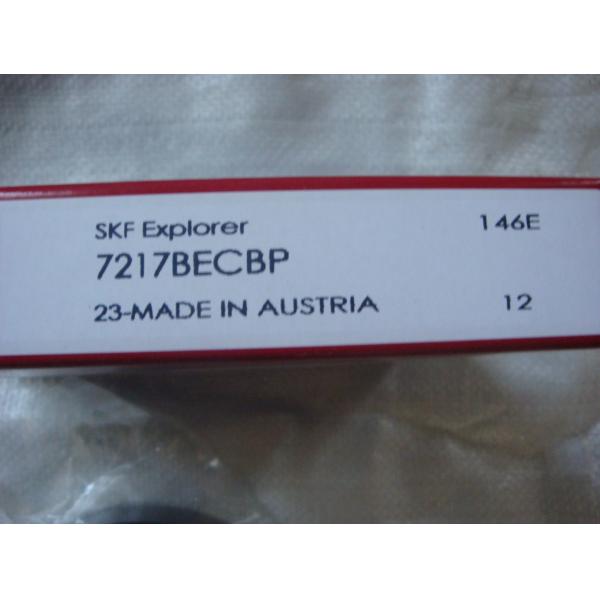 SKF Explorer 146E
7217BECBP
23-MADE IN AUSTRIA 12